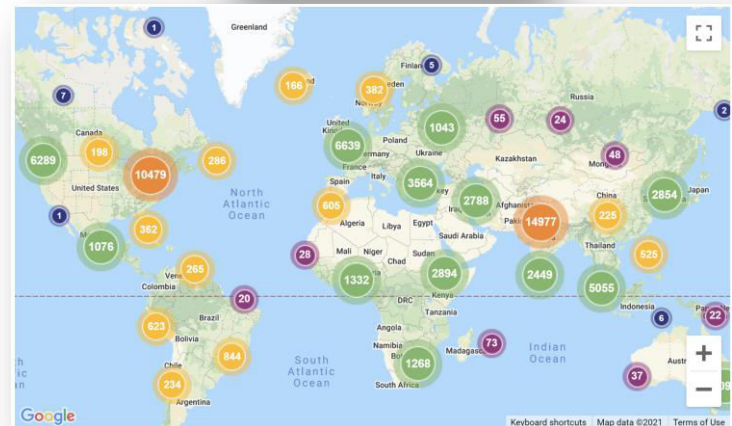 Greenland
1
166
Finlan
5
382
eden
Norw
Russia
7
55
24
2
Canada
198
286
6289
10479
United
6639
Poland
1043
Ukraine
Germany
France
Kazakhstan
48
Mong
United States
North
Atlantic
Ocean
Spain
Italy
3564
key
605
2788
Afghanistan
China
225
2854
Japan
1
362
1076
Algeria
Libya
Egypt
14977
Saudi Arabia
Mali
Niger
Chad
Sudan
28
Thailand
265
Colombia
1332
2894
Kenya
2449
5055
20
DRC
Tanzania
Indonesia
6
22
623
Brazil
Bolivia
Angola
Namibia
844
South
Atlantic
Ocean
1268
Madagas
73
Indian
Ocean
Chile
234
South Africa
37
Austr
Argentina
+
−
Google
Keyboard shortcuts
Map data ©2021
Terms of Use